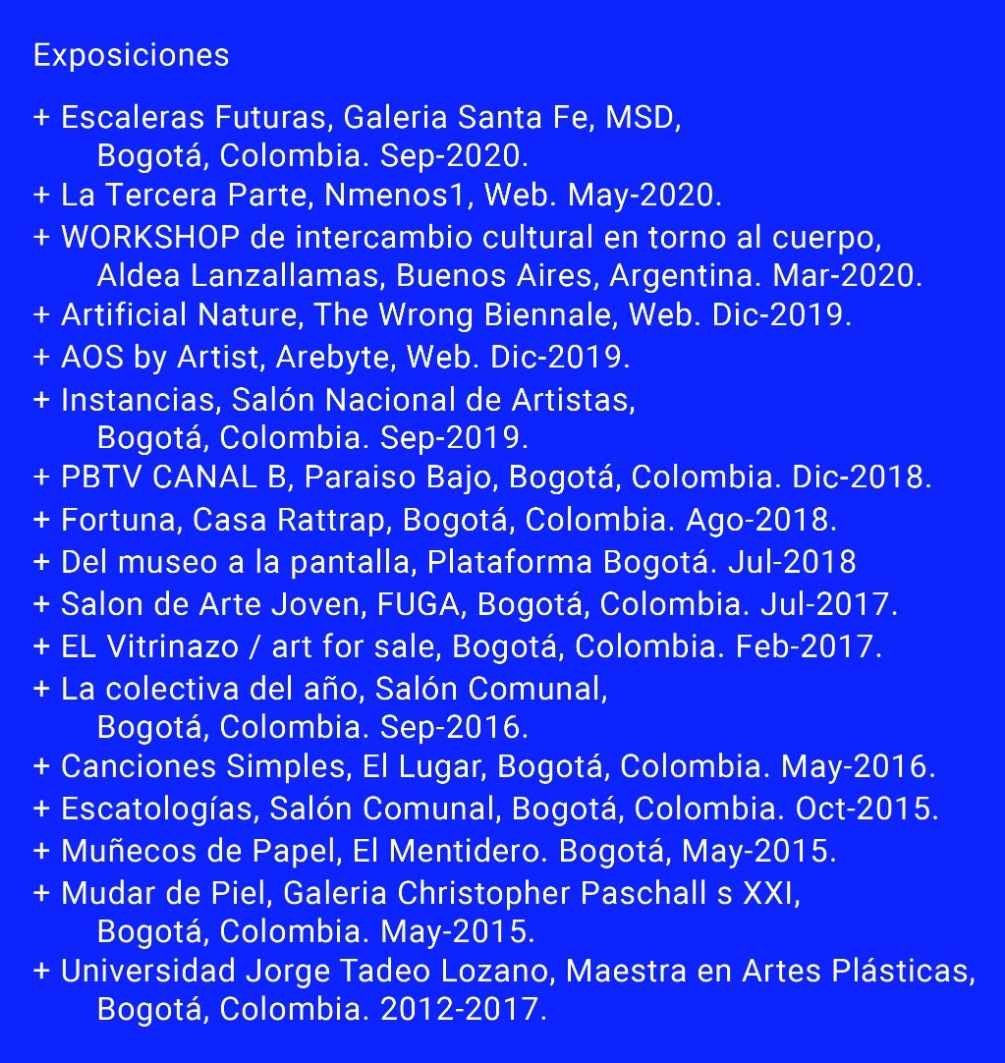 Exposiciones
+ Escaleras Futuras, Galeria Santa Fe, MSD,
Bogotá, Colombia. Sep-2020.
+ La Tercera Parte, Nmenos1, Web. May-2020.
+ WORKSHOP de intercambio cultural en torno al cuerpo,
Aldea Lanzallamas, Buenos Aires, Argentina. Mar-2020.
+ Artificial Nature, The Wrong Biennale, Web. Dic-2019.
+ AOS by Artist, Arebyte, Web. Dic-2019.
+ Instancias, Salón Nacional de Artistas,
Bogotá, Colombia. Sep-2019.
+ PBTV CANAL B, Paraiso Bajo, Bogotá, Colombia. Dic-2018.
+ Fortuna, Casa Rattrap, Bogotá, Colombia. Ago-2018.
+ Del museo a la pantalla, Plataforma Bogotá. Jul-2018
+ Salon de Arte Joven, FUGA, Bogotá, Colombia. Jul-2017.
+ EL Vitrinazo / art for sale, Bogotá, Colombia. Feb-2017.
+ La colectiva del año, Salón Comunal,
Bogotá, Colombia. Sep-2016.
+ Canciones Simples, El Lugar, Bogotá, Colombia. May-2016.
+ Escatologías, Salón Comunal, Bogotá, Colombia. Oct-2015.
+ Muñecos de Papel, El Mentidero. Bogotá, May-2015.
+ Mudar de Piel, Galeria Christopher Paschall s XXI,
Bogotá, Colombia. May-2015.
+ Universidad Jorge Tadeo Lozano, Maestra en Artes Plásticas,
Bogotá, Colombia. 2012-2017.